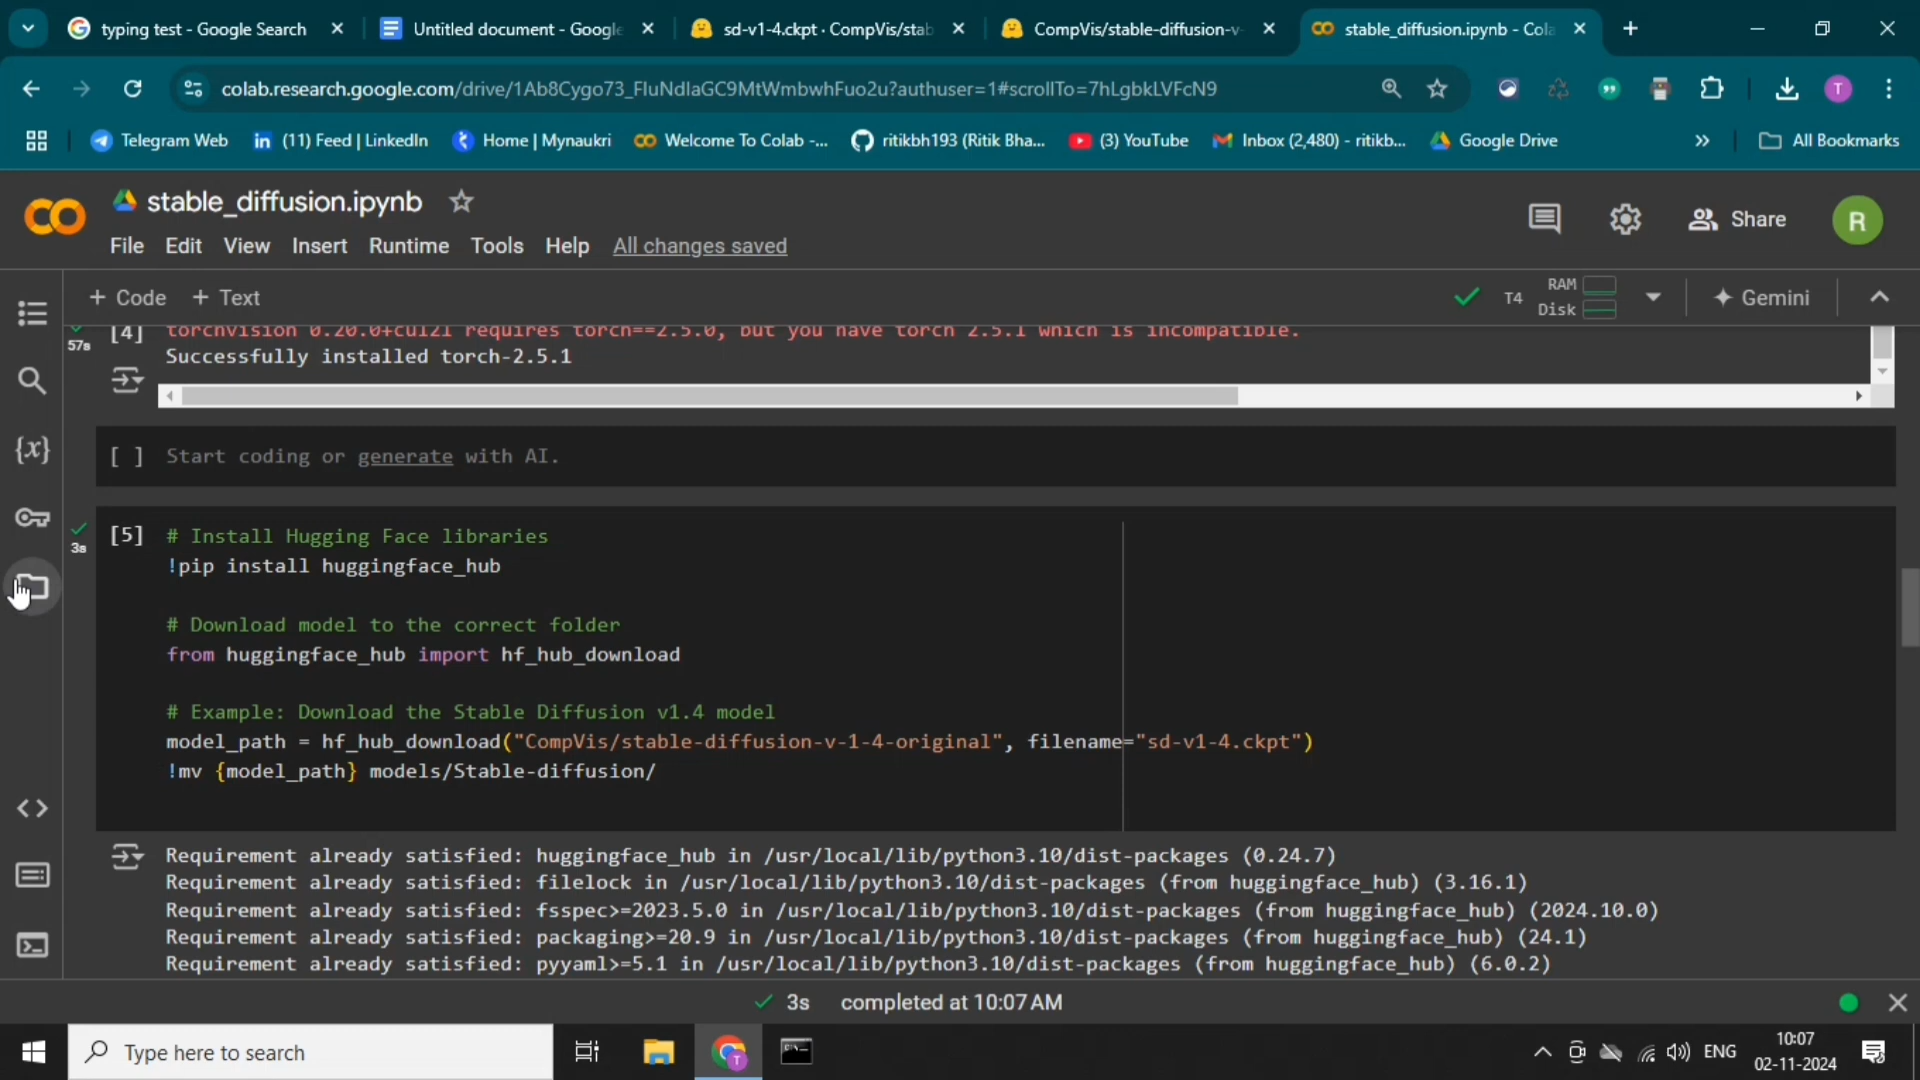 typing test - Google Search
Untitled document - Google
sd-v1-4.ckpt · CompVis/stab
CompVis/stable-diffusion-v-
stable_diffusion.ipynb - Cola
colab.research.google.com/drive/1Ab8Cygo73_FluNdlaGC9MtWmbwhFuo2u?authuser=1#scrollTo=7hLgbkLVFcN9
T
Telegram Web
(11) Feed | LinkedIn
Home | Mynaukri
Welcome To Colab -...
ritikbh193 (Ritik Bha...
(3) YouTube
Inbox (2,480) - ritikb...
Google Drive
All Bookmarks
stable_diffusion.ipynb
Share
R
File Edit View Insert Runtime Tools Help All changes saved
+ Code + Text
T4
RAM
Disk
Gemini
[4] torchvision 0.20.0+cu121 requires torch==2.5.0, but you have torch 2.5.1 which is incompatible.
57s
Successfully installed torch-2.5.1
[ ] Start coding or generate with AI.
[5] # Install Hugging Face libraries
3s
!pip install huggingface_hub
# Download model to the correct folder
from huggingface_hub import hf_hub_download
# Example: Download the Stable Diffusion v1.4 model
model_path = hf_hub_download("CompVis/stable-diffusion-v-1-4-original", filename="sd-v1-4.ckpt")
!mv {model_path} models/Stable-diffusion/
Requirement already satisfied: huggingface_hub in /usr/local/lib/python3.10/dist-packages (0.24.7)
Requirement already satisfied: filelock in /usr/local/lib/python3.10/dist-packages (from huggingface_hub) (3.16.1)
Requirement already satisfied: fsspec>=2023.5.0 in /usr/local/lib/python3.10/dist-packages (from huggingface_hub) (2024.10.0)
Requirement already satisfied: packaging>=20.9 in /usr/local/lib/python3.10/dist-packages (from huggingface_hub) (24.1)
Requirement already satisfied: pyyaml>=5.1 in /usr/local/lib/python3.10/dist-packages (from huggingface_hub) (6.0.2)
3s completed at 10:07 AM
Type here to search
T
ENG
10:07
02-11-2024